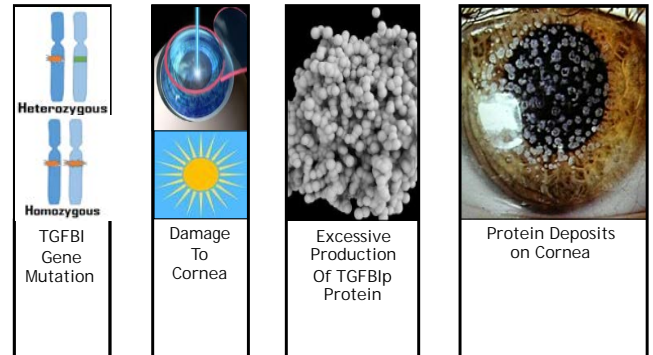 Heterozygous
Homozygous
TGFBI
Gene
Mutation
Damage
To
Cornea
Excessive
Production
Of TGFBIp
Protein
Protein Deposits
on Cornea